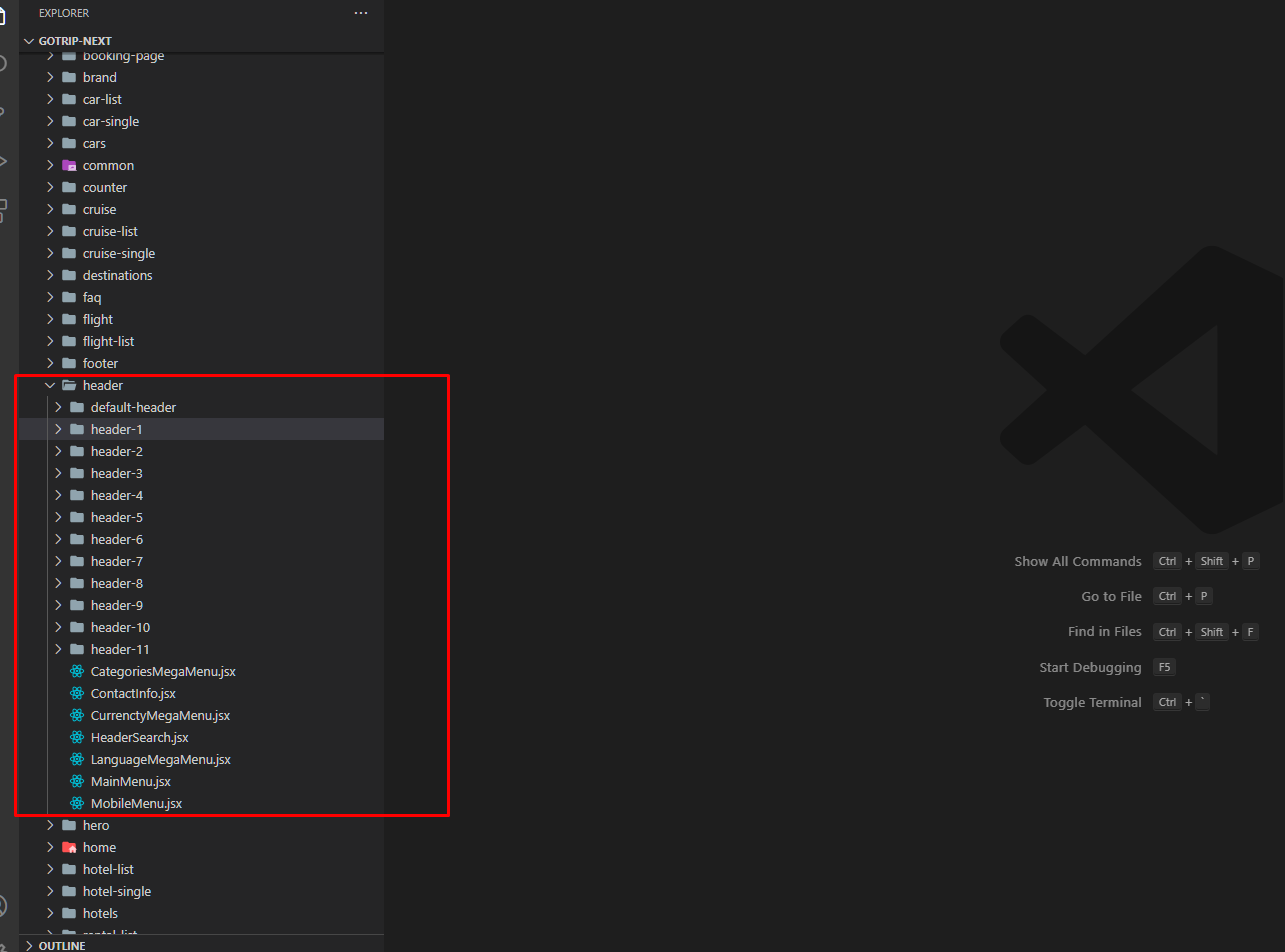 EXPLORER
GOTRIP-NEXT
booking-page
brand
car-list
car-single
cars
common
counter
cruise
cruise-list
cruise-single
destinations
faq
flight
flight-list
footer
header
default-header
header-1
header-2
header-3
header-4
header-5
header-6
header-7
header-8
header-9
header-10
header-11
CategoriesMegaMenu.jsx
ContactInfo.jsx
CurrenctyMegaMenu.jsx
HeaderSearch.jsx
LanguageMegaMenu.jsx
MainMenu.jsx
MobileMenu.jsx
hero
home
hotel-list
hotel-single
hotels
rental-list
OUTLINE
Show All Commands Ctrl + Shift + P
Go to File Ctrl + P
Find in Files Ctrl + Shift + F
Start Debugging F5
Toggle Terminal Ctrl + `